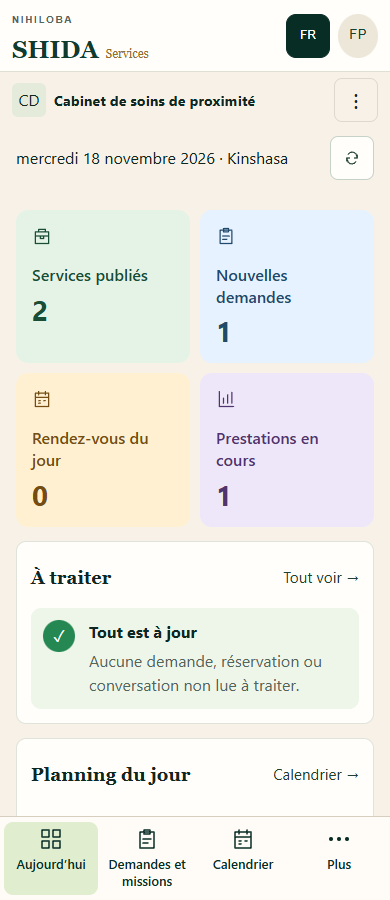 NIHILOBA
SHIDA Services
FR
FP
CD
Cabinet de soins de proximité
mercredi 18 novembre 2026 · Kinshasa
Services publiés
2
Nouvelles
demandes
1
Rendez-vous du
jour
0
Prestations en
cours
1
À traiter
Tout voir →
Tout est à jour
Aucune demande, réservation ou
conversation non lue à traiter.
Planning du jour
Calendrier →
Aujourd’hui
Demandes et
missions
Calendrier
Plus